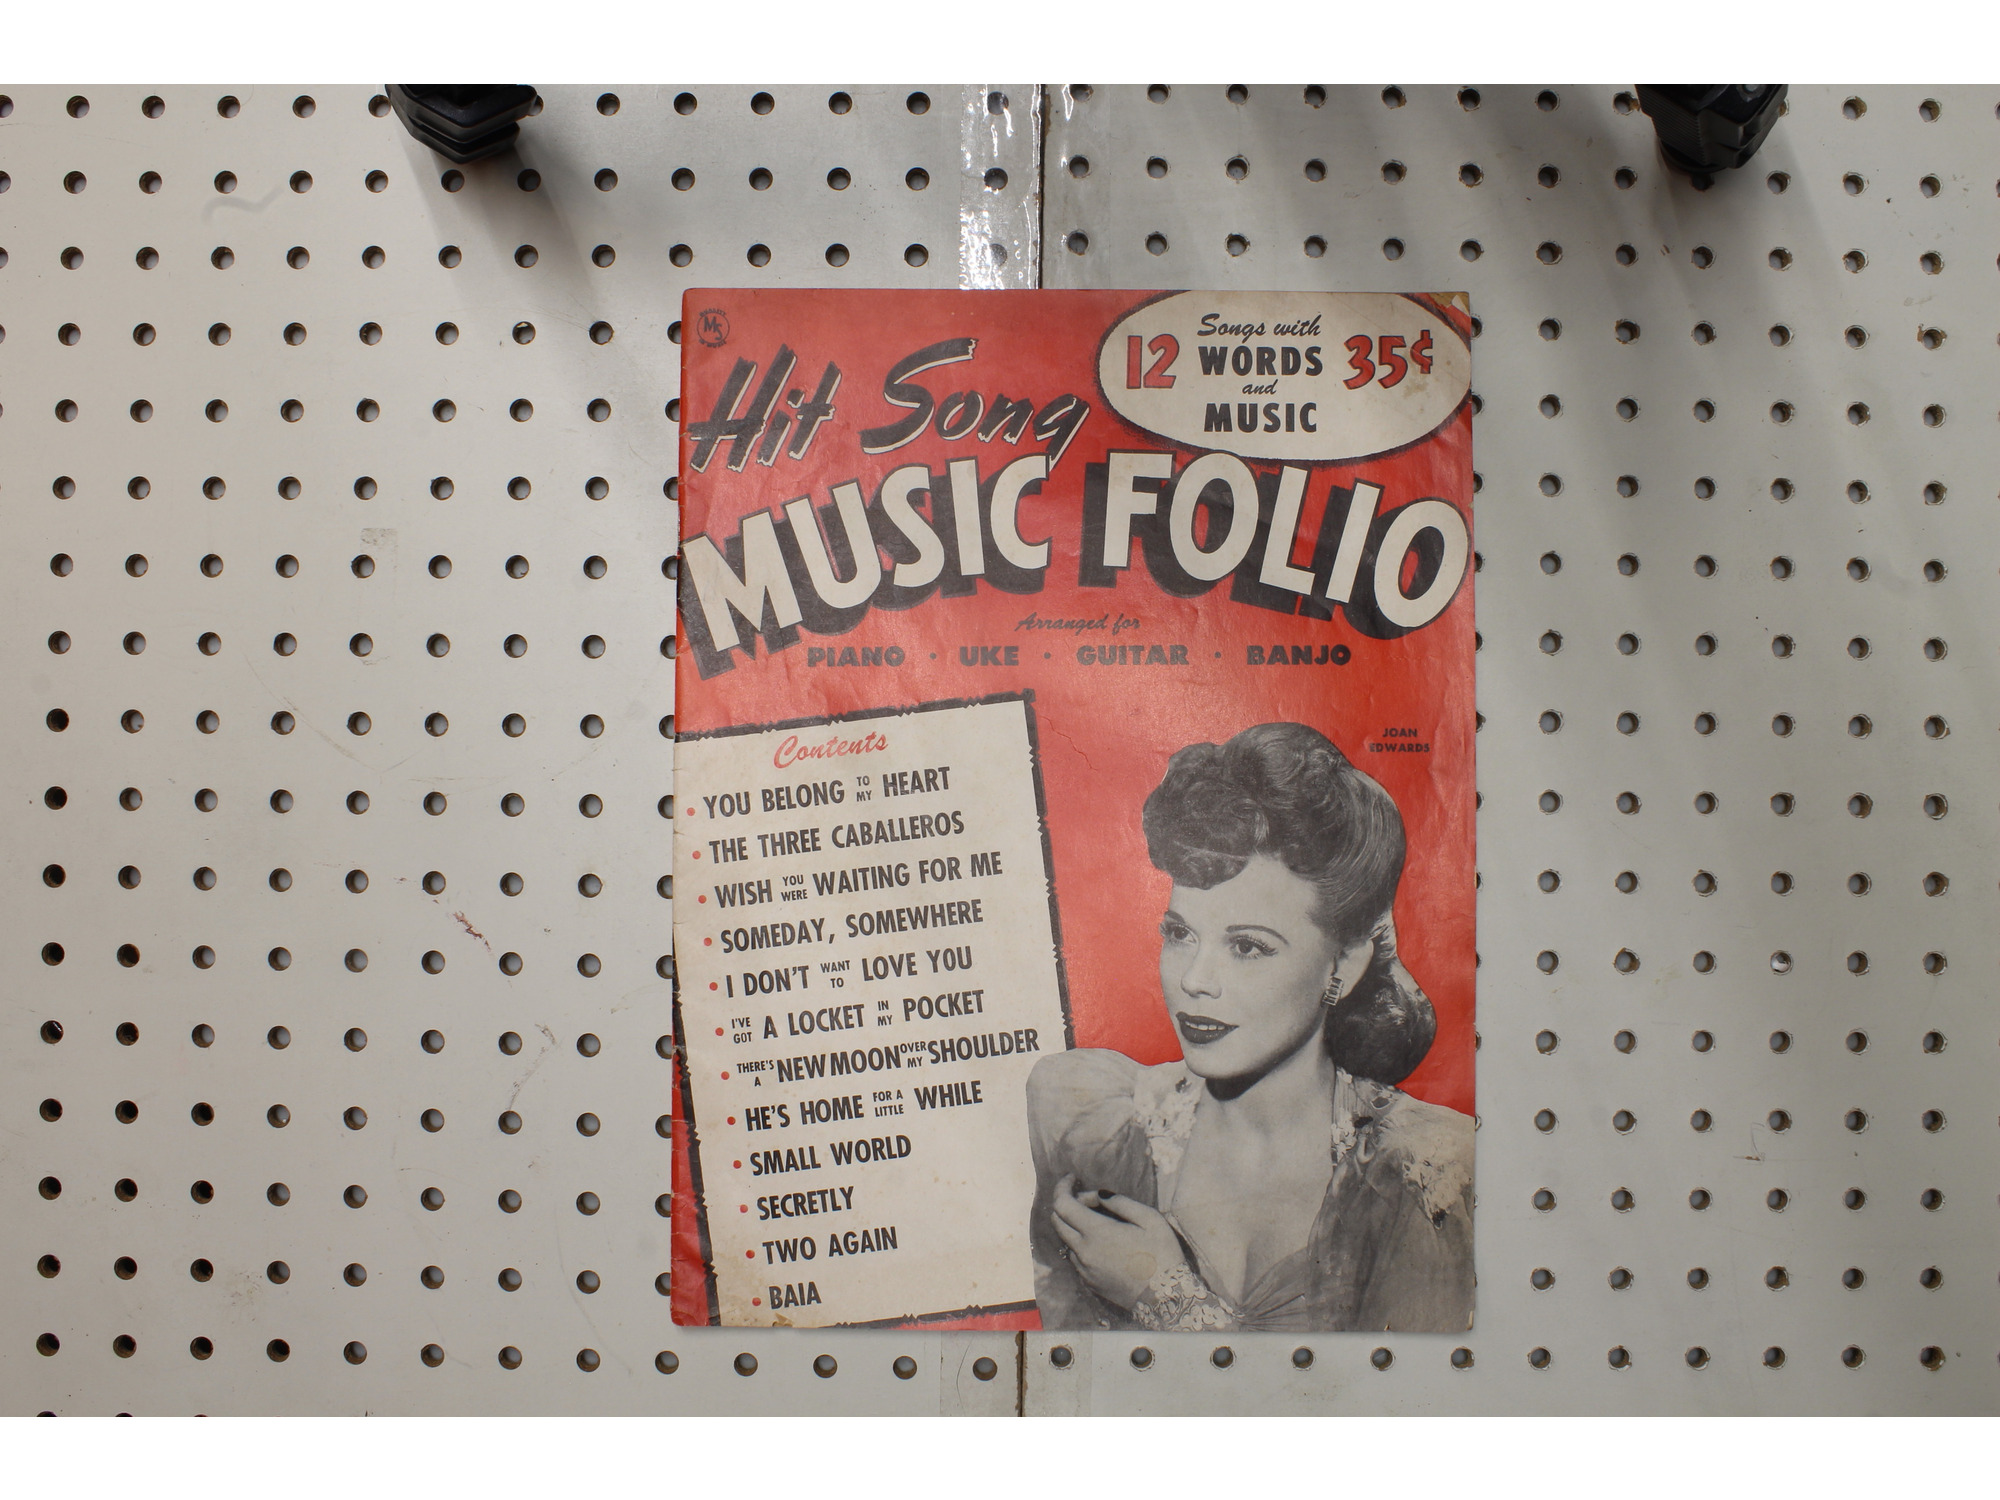 MS
Hit Song
MUSIC FOLIO
12 Songs with WORDS and MUSIC 35¢
Arranged for
PIANO · UKE · GUITAR · BANJO
JOAN
EDWARDS
Contents
• YOU BELONG TO MY HEART
• THE THREE CABALLEROS
• WISH YOU WERE WAITING FOR ME
• SOMEDAY, SOMEWHERE
• I DON'T WANT TO LOVE YOU
• I'VE GOT A LOCKET IN MY POCKET
• THERE'S A NEW MOON OVER MY SHOULDER
• HE'S HOME FOR A LITTLE WHILE
• SMALL WORLD
• SECRETLY
• TWO AGAIN
• BAIA